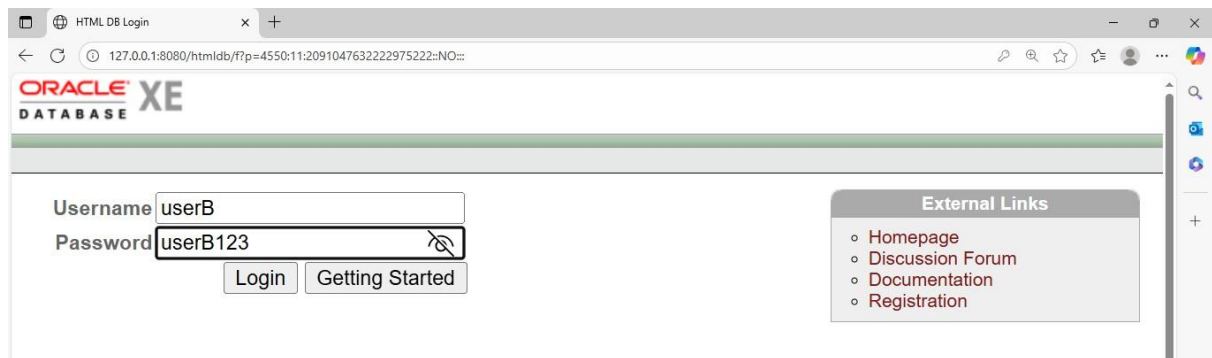 HTML DB Login
127.0.0.1:8080/htmldb/f?p=4550:11:2091047632222975222::NO:::
ORACLE XE
DATABASE
Username userB
Password userB123
Login Getting Started
External Links
Homepage
Discussion Forum
Documentation
Registration